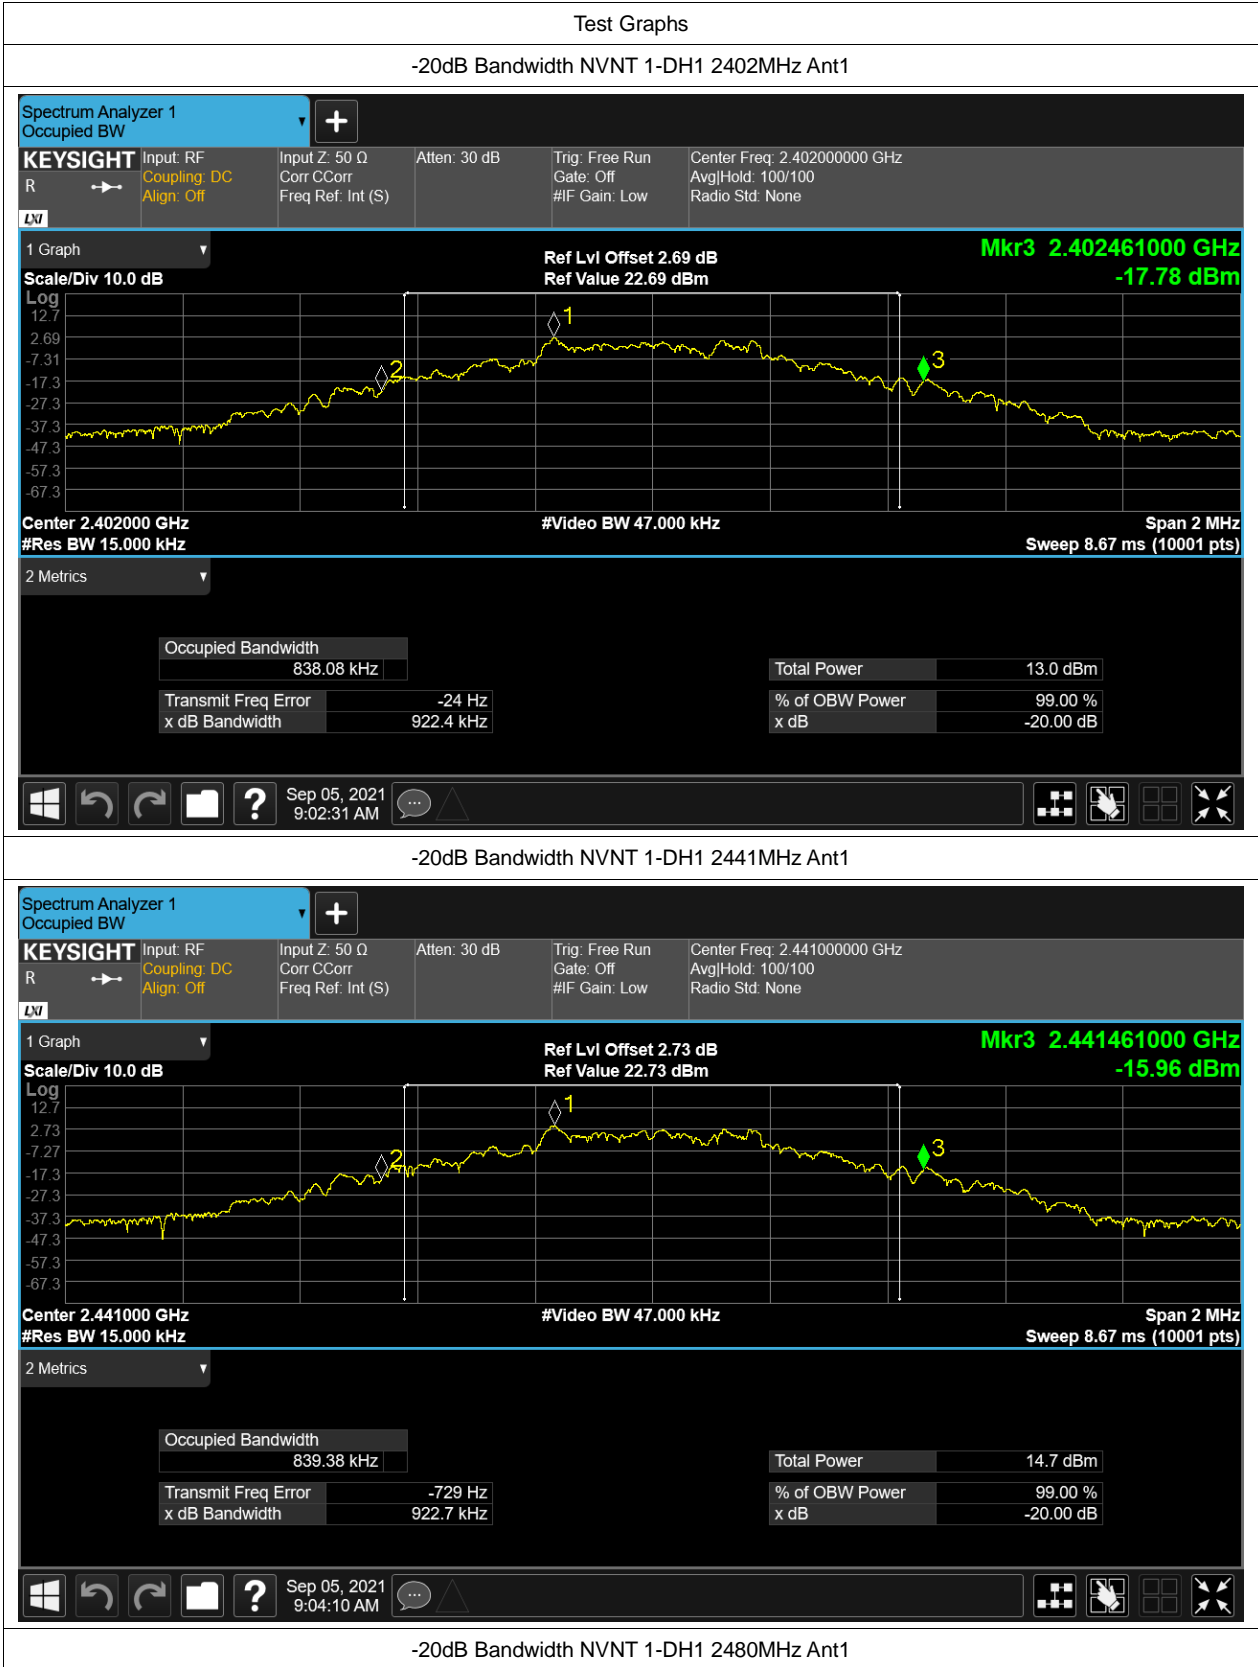 Test Graphs
-20dB Bandwidth NVNT 1-DH1 2402MHz Ant1
Spectrum Analyzer 1
Occupied BW
KEYSIGHT Input: RF Input Z: 50 Ω Atten: 30 dB Trig: Free Run Center Freq: 2.402000000 GHz
R Coupling: DC Corr CCorr Gate: Off Avg|Hold: 100/100
Align: Off Freq Ref: Int (S) #IF Gain: Low Radio Std: None
LXI
1 Graph Ref Lvl Offset 2.69 dB Mkr3 2.402461000 GHz
Scale/Div 10.0 dB Ref Value 22.69 dBm -17.78 dBm
Log
12.7
2.69
-7.31
-17.3
-27.3
-37.3
-47.3
-57.3
-67.3
1
2
3
Center 2.402000 GHz #Video BW 47.000 kHz Span 2 MHz
#Res BW 15.000 kHz Sweep 8.67 ms (10001 pts)
2 Metrics
Occupied Bandwidth
838.08 kHz Total Power 13.0 dBm
Transmit Freq Error -24 Hz % of OBW Power 99.00 %
x dB Bandwidth 922.4 kHz x dB -20.00 dB
? Sep 05, 2021
9:02:31 AM
-20dB Bandwidth NVNT 1-DH1 2441MHz Ant1
Spectrum Analyzer 1
Occupied BW
KEYSIGHT Input: RF Input Z: 50 Ω Atten: 30 dB Trig: Free Run Center Freq: 2.441000000 GHz
R Coupling: DC Corr CCorr Gate: Off Avg|Hold: 100/100
Align: Off Freq Ref: Int (S) #IF Gain: Low Radio Std: None
LXI
1 Graph Ref Lvl Offset 2.73 dB Mkr3 2.441461000 GHz
Scale/Div 10.0 dB Ref Value 22.73 dBm -15.96 dBm
Log
12.7
2.73
-7.27
-17.3
-27.3
-37.3
-47.3
-57.3
-67.3
1
2
3
Center 2.441000 GHz #Video BW 47.000 kHz Span 2 MHz
#Res BW 15.000 kHz Sweep 8.67 ms (10001 pts)
2 Metrics
Occupied Bandwidth
839.38 kHz Total Power 14.7 dBm
Transmit Freq Error -729 Hz % of OBW Power 99.00 %
x dB Bandwidth 922.7 kHz x dB -20.00 dB
? Sep 05, 2021
9:04:10 AM
-20dB Bandwidth NVNT 1-DH1 2480MHz Ant1